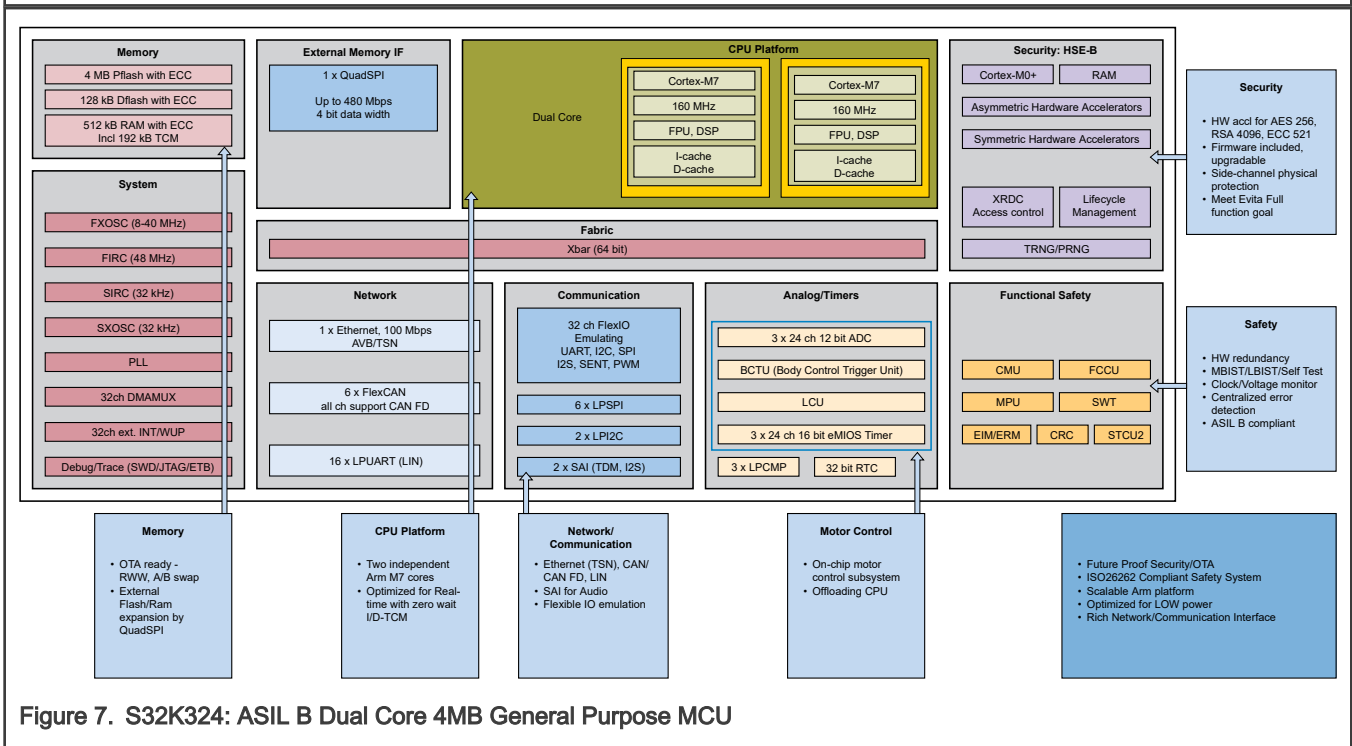 Memory
4 MB Pflash with ECC
128 kB Dflash with ECC
512 kB RAM with ECC
Incl 192 kB TCM
External Memory IF
1 x QuadSPI
Up to 480 Mbps
4 bit data width
CPU Platform
Dual Core
Cortex-M7
160 MHz
FPU, DSP
I-cache
D-cache
Cortex-M7
160 MHz
FPU, DSP
I-cache
D-cache
Security: HSE-B
Cortex-M0+
RAM
Asymmetric Hardware Accelerators
Symmetric Hardware Accelerators
XRDC
Access control
Lifecycle
Management
TRNG/PRNG
Security
• HW accl for AES 256,
RSA 4096, ECC 521
• Firmware included,
upgradable
• Side-channel physical
protection
• Meet Evita Full
function goal
System
FXOSC (8-40 MHz)
FIRC (48 MHz)
SIRC (32 kHz)
SXOSC (32 kHz)
PLL
32ch DMAMUX
32ch ext. INT/WUP
Debug/Trace (SWD/JTAG/ETB)
Fabric
Xbar (64 bit)
Network
1 x Ethernet, 100 Mbps
AVB/TSN
6 x FlexCAN
all ch support CAN FD
16 x LPUART (LIN)
Communication
32 ch FlexIO
Emulating
UART, I2C, SPI
I2S, SENT, PWM
6 x LPSPI
2 x LPI2C
2 x SAI (TDM, I2S)
Analog/Timers
3 x 24 ch 12 bit ADC
BCTU (Body Control Trigger Unit)
LCU
3 x 24 ch 16 bit eMIOS Timer
3 x LPCMP
32 bit RTC
Functional Safety
CMU
FCCU
MPU
SWT
EIM/ERM
CRC
STCU2
Safety
• HW redundancy
• MBIST/LBIST/Self Test
• Clock/Voltage monitor
• Centralized error
detection
• ASIL B compliant
Memory
• OTA ready -
RWW, A/B swap
• External
Flash/Ram
expansion by
QuadSPI
CPU Platform
• Two independent
Arm M7 cores
• Optimized for Real-
time with zero wait
I/D-TCM
Network/
Communication
• Ethernet (TSN), CAN/
CAN FD, LIN
• SAI for Audio
• Flexible IO emulation
Motor Control
• On-chip motor
control subsystem
• Offloading CPU
• Future Proof Security/OTA
• ISO26262 Compliant Safety System
• Scalable Arm platform
• Optimized for LOW power
• Rich Network/Communication Interface
Figure 7. S32K324: ASIL B Dual Core 4MB General Purpose MCU